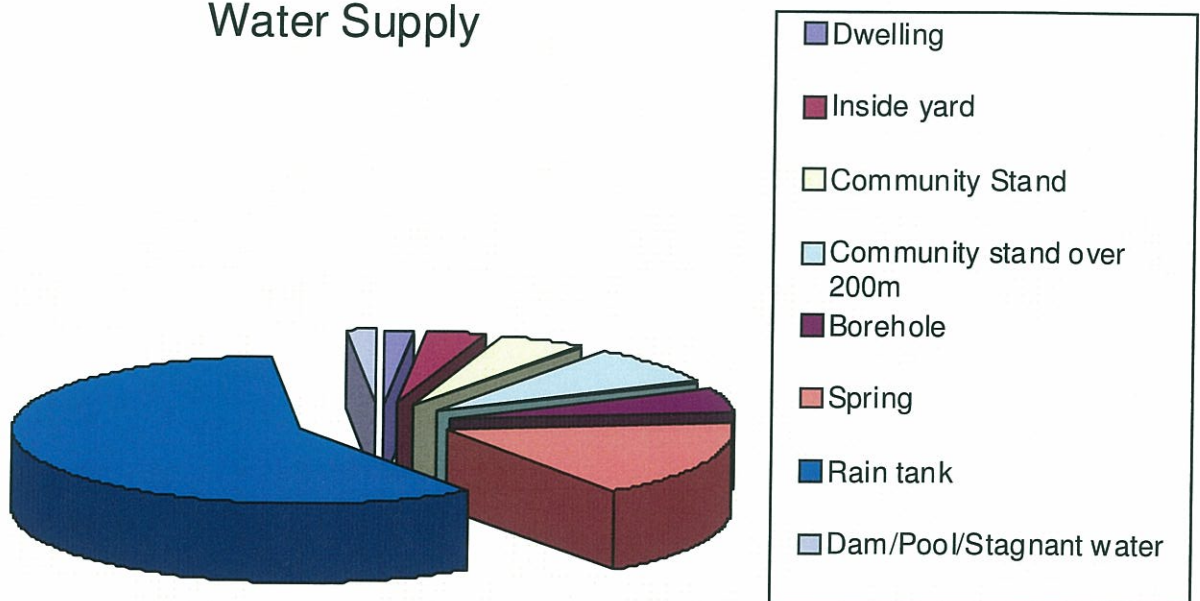 Water Supply
Dwelling
Inside yard
Community Stand
Community stand over
200m
Borehole
Spring
Rain tank
Dam/Pool/Stagnant water